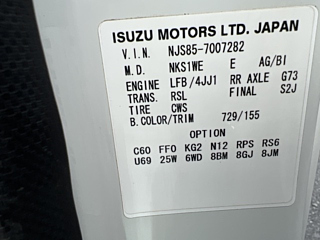 ISUZU MOTORS LTD. JAPAN
V.I.N. NJS85-7007282
M.D. NKS1WE E AG/BI
ENGINE LFB/4JJ1 RR AXLE G73
TRANS. RSL FINAL S2J
TIRE CWS
B.COLOR/TRIM 729/155
OPTION
C60 FFO KG2 N12 RPS RS6
U69 25W 6WD 8BM 8GJ 8JM